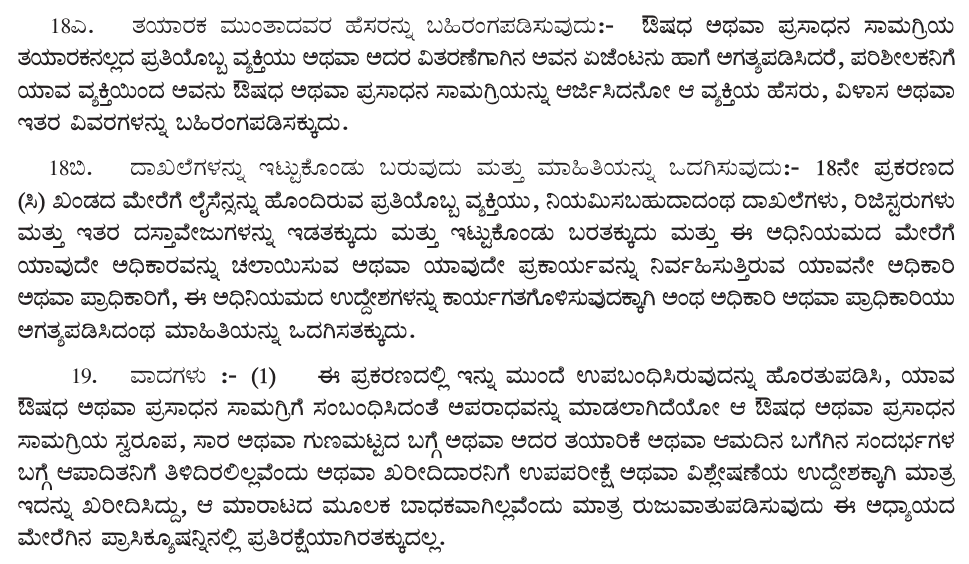 18ಎ. ತಯಾರಕ ಮುಂತಾದವರ ಹೆಸರನ್ನು ಬಹಿರಂಗಪಡಿಸುವುದು:- ಔಷಧ ಅಥವಾ ಪ್ರಸಾಧನ ಸಾಮಗ್ರಿಯ
ತಯಾರಕನಲ್ಲದ ಪ್ರತಿಯೊಬ್ಬ ವ್ಯಕ್ತಿಯು ಅಥವಾ ಅದರ ವಿತರಣೆಗಾಗಿನ ಅವನ ಏಜೆಂಟನು ಹಾಗೆ ಅಗತ್ಯಪಡಿಸಿದರೆ, ಪರಿಶೀಲಕನಿಗೆ
ಯಾವ ವ್ಯಕ್ತಿಯಿಂದ ಅವನು ಔಷಧ ಅಥವಾ ಪ್ರಸಾಧನ ಸಾಮಗ್ರಿಯನ್ನು ಆರ್ಜಿಸಿದನೋ ಆ ವ್ಯಕ್ತಿಯ ಹೆಸರು, ವಿಳಾಸ ಅಥವಾ
ಇತರ ವಿವರಗಳನ್ನು ಬಹಿರಂಗಪಡಿಸಕ್ಕುದು.
18ಬಿ. ದಾಖಲೆಗಳನ್ನು ಇಟ್ಟುಕೊಂಡು ಬರುವುದು ಮತ್ತು ಮಾಹಿತಿಯನ್ನು ಒದಗಿಸುವುದು:- 18ನೇ ಪ್ರಕರಣದ
(ಸಿ) ಖಂಡದ ಮೇರೆಗೆ ಲೈಸೆನ್ಸನ್ನು ಹೊಂದಿರುವ ಪ್ರತಿಯೊಬ್ಬ ವ್ಯಕ್ತಿಯು, ನಿಯಮಿಸಬಹುದಾದಂಥ ದಾಖಲೆಗಳು, ರಿಜಿಸ್ಟರುಗಳು
ಮತ್ತು ಇತರ ದಸ್ತಾವೇಜುಗಳನ್ನು ಇಡತಕ್ಕುದು ಮತ್ತು ಇಟ್ಟುಕೊಂಡು ಬರತಕ್ಕುದು ಮತ್ತು ಈ ಅಧಿನಿಯಮದ ಮೇರೆಗೆ
ಯಾವುದೇ ಅಧಿಕಾರವನ್ನು ಚಲಾಯಿಸುವ ಅಥವಾ ಯಾವುದೇ ಪ್ರಕಾರ್ಯವನ್ನು ನಿರ್ವಹಿಸುತ್ತಿರುವ ಯಾವನೇ ಅಧಿಕಾರಿ
ಅಥವಾ ಪ್ರಾಧಿಕಾರಿಗೆ, ಈ ಅಧಿನಿಯಮದ ಉದ್ದೇಶಗಳನ್ನು ಕಾರ್ಯಗತಗೊಳಿಸುವುದಕ್ಕಾಗಿ ಅಂಥ ಅಧಿಕಾರಿ ಅಥವಾ ಪ್ರಾಧಿಕಾರಿಯು
ಅಗತ್ಯಪಡಿಸಿದಂಥ ಮಾಹಿತಿಯನ್ನು ಒದಗಿಸತಕ್ಕುದು.
19. ವಾದಗಳು :- (1) ಈ ಪ್ರಕರಣದಲ್ಲಿ ಇನ್ನು ಮುಂದೆ ಉಪಬಂಧಿಸಿರುವುದನ್ನು ಹೊರತುಪಡಿಸಿ, ಯಾವ
ಔಷಧ ಅಥವಾ ಪ್ರಸಾಧನ ಸಾಮಗ್ರಿಗೆ ಸಂಬಂಧಿಸಿದಂತೆ ಅಪರಾಧವನ್ನು ಮಾಡಲಾಗಿದೆಯೋ ಆ ಔಷಧ ಅಥವಾ ಪ್ರಸಾಧನ
ಸಾಮಗ್ರಿಯ ಸ್ವರೂಪ, ಸಾರ ಅಥವಾ ಗುಣಮಟ್ಟದ ಬಗ್ಗೆ ಅಥವಾ ಅದರ ತಯಾರಿಕೆ ಅಥವಾ ಆಮದಿನ ಬಗೆಗಿನ ಸಂದರ್ಭಗಳ
ಬಗ್ಗೆ ಆಪಾದಿತನಿಗೆ ತಿಳಿದಿರಲಿಲ್ಲವೆಂದು ಅಥವಾ ಖರೀದಿದಾರನಿಗೆ ಉಪಪರೀಕ್ಷೆ ಅಥವಾ ವಿಶ್ಲೇಷಣೆಯ ಉದ್ದೇಶಕ್ಕಾಗಿ ಮಾತ್ರ
ಇದನ್ನು ಖರೀದಿಸಿದ್ದು, ಆ ಮಾರಾಟದ ಮೂಲಕ ಬಾಧಕವಾಗಿಲ್ಲವೆಂದು ಮಾತ್ರ ರುಜುವಾತುಪಡಿಸುವುದು ಈ ಅಧ್ಯಾಯದ
ಮೇರೆಗಿನ ಪ್ರಾಸಿಕ್ಯೂಷನ್ನಿನಲ್ಲಿ ಪ್ರತಿರಕ್ಷೆಯಾಗಿರತಕ್ಕುದಲ್ಲ.